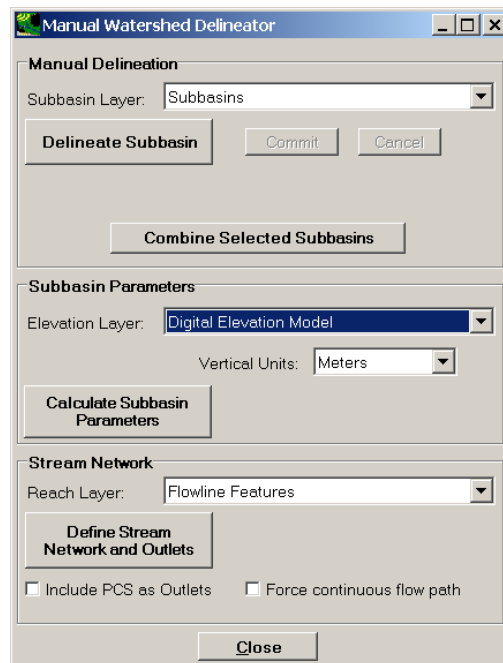 Manual Watershed Delineator
Manual Delineation
Subbasin Layer: Subbasins
Delineate Subbasin Commit Cancel
Combine Selected Subbasins
Subbasin Parameters
Elevation Layer: Digital Elevation Model
Vertical Units: Meters
Calculate Subbasin
Parameters
Stream Network
Reach Layer: Flowline Features
Define Stream
Network and Outlets
Include PCS as Outlets Force continuous flow path
Close